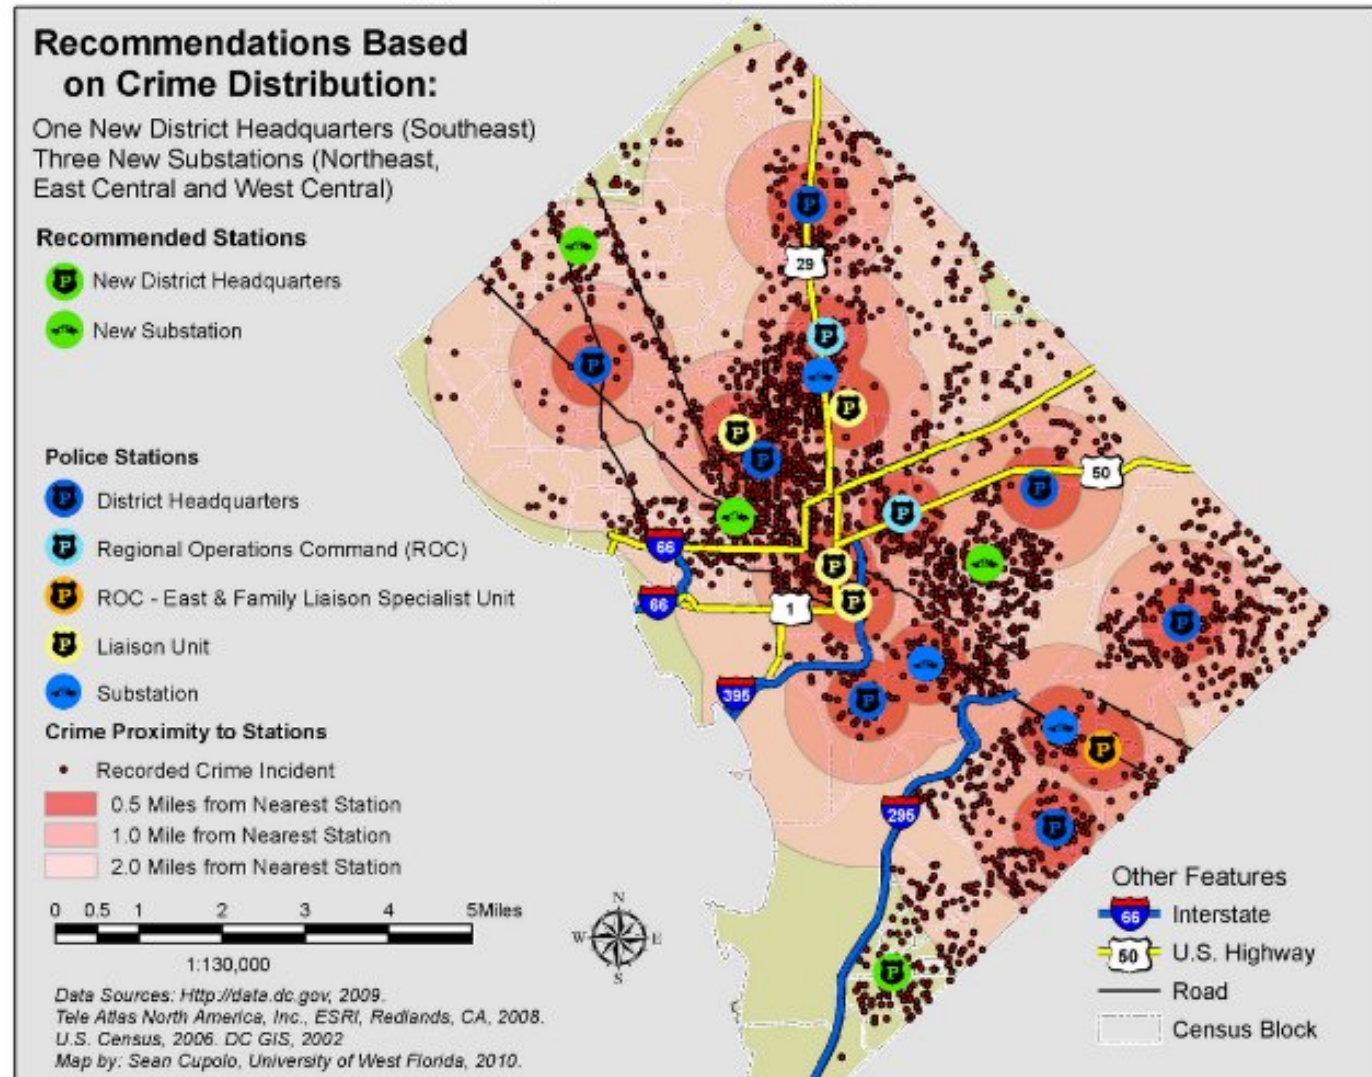 Recommendations Based
on Crime Distribution:
One New District Headquarters (Southeast)
Three New Substations (Northeast,
East Central and West Central)
Recommended Stations
P New District Headquarters
New Substation
Police Stations
P District Headquarters
P Regional Operations Command (ROC)
P ROC - East & Family Liaison Specialist Unit
P Liaison Unit
Substation
Crime Proximity to Stations
Recorded Crime Incident
0.5 Miles from Nearest Station
1.0 Mile from Nearest Station
2.0 Miles from Nearest Station
0 0.5 1 2 3 4 5Miles
1:130,000
Data Sources: Http://data.dc.gov, 2009.
Tele Atlas North America, Inc., ESRI, Redlands, CA, 2008.
U.S. Census, 2006. DC GIS, 2002
Map by: Sean Cupolo, University of West Florida, 2010.
N
W E
S
P
29
P
P
P
P
P
P
50
P
66
P
66
1
P
P
395
P
P
295
P
P
Other Features
66 Interstate
50 U.S. Highway
Road
Census Block